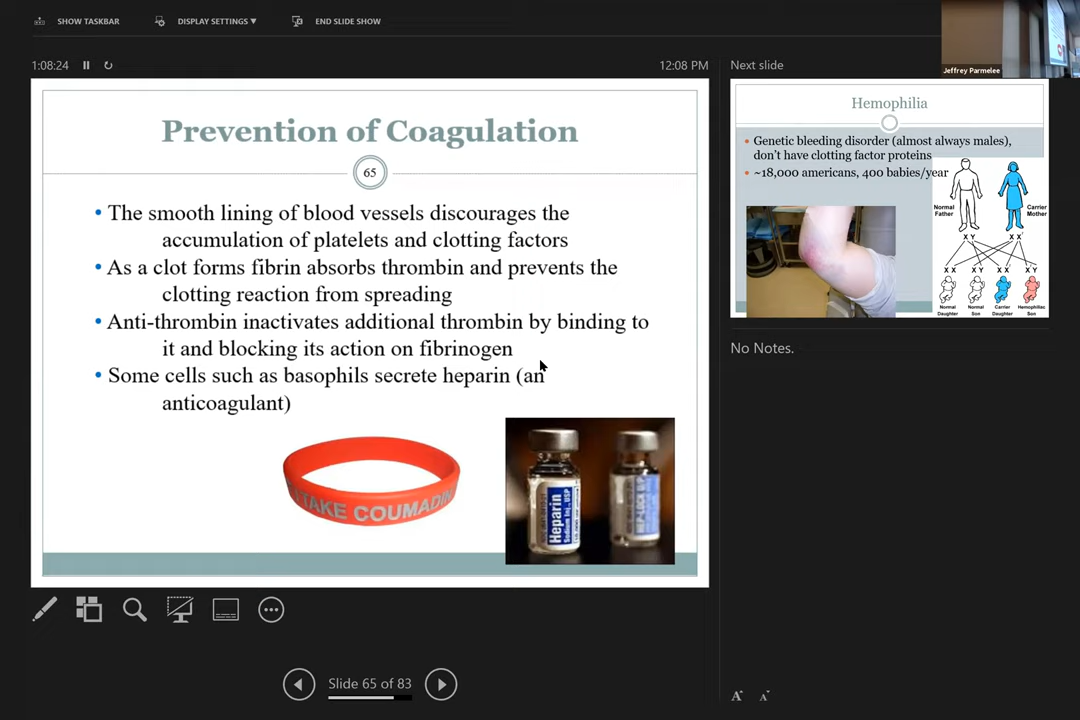 SHOW TASKBAR
DISPLAY SETTINGS ▼
END SLIDE SHOW
Jeffrey Parmelee
1:08:24
12:08 PM
Prevention of Coagulation
65
• The smooth lining of blood vessels discourages the
accumulation of platelets and clotting factors
• As a clot forms fibrin absorbs thrombin and prevents the
clotting reaction from spreading
• Anti-thrombin inactivates additional thrombin by binding to
it and blocking its action on fibrinogen
• Some cells such as basophils secrete heparin (an
anticoagulant)
I TAKE COUMADIN
Heparin
Sodium Inj., USP
Next slide
Hemophilia
• Genetic bleeding disorder (almost always males),
don't have clotting factor proteins
• ~18,000 americans, 400 babies/year
Normal
Father
Carrier
Mother
X Y
X X
X X
X Y
X X
X Y
Normal
Daughter
Normal
Son
Carrier
Daughter
Hemophiliac
Son
No Notes.
Slide 65 of 83
A
A